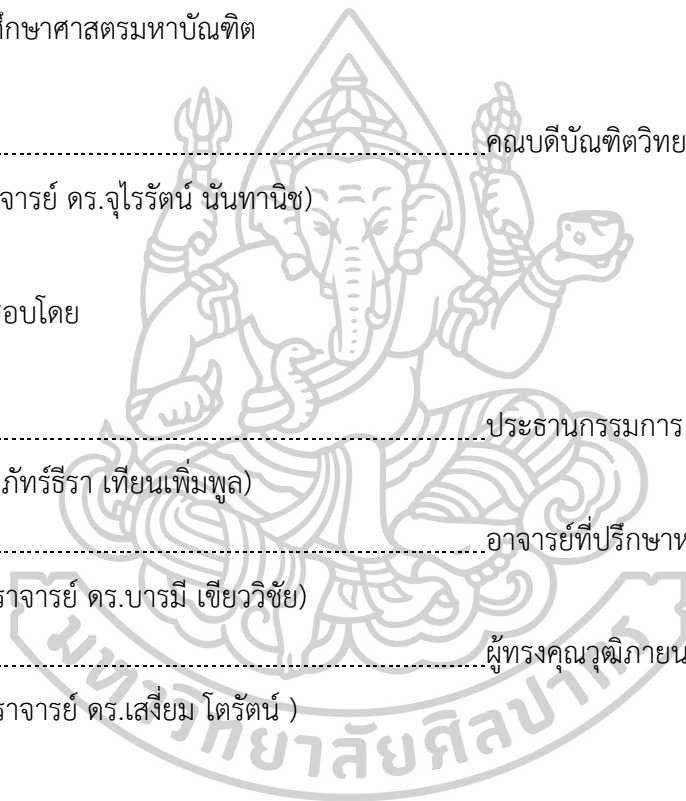 ศึกษาศาสตรมหาบัณฑิต
คณบดีบัณฑิตวิทย
จารย์ ดร.จุไรรัตน์ นันทานิช)
สอบโดย
ประธานกรรมการ
ภัทร์ธีรา เทียนเพิ่มพูล)
อาจารย์ที่ปรึกษาห
ราจารย์ ดร.บารมี เขียววิชัย)
ผู้ทรงคุณวุฒิภายน
ราจารย์ ดร.เสงี่ยม โตรัตน์ )
มหาวิทยาลัยศิลปากร